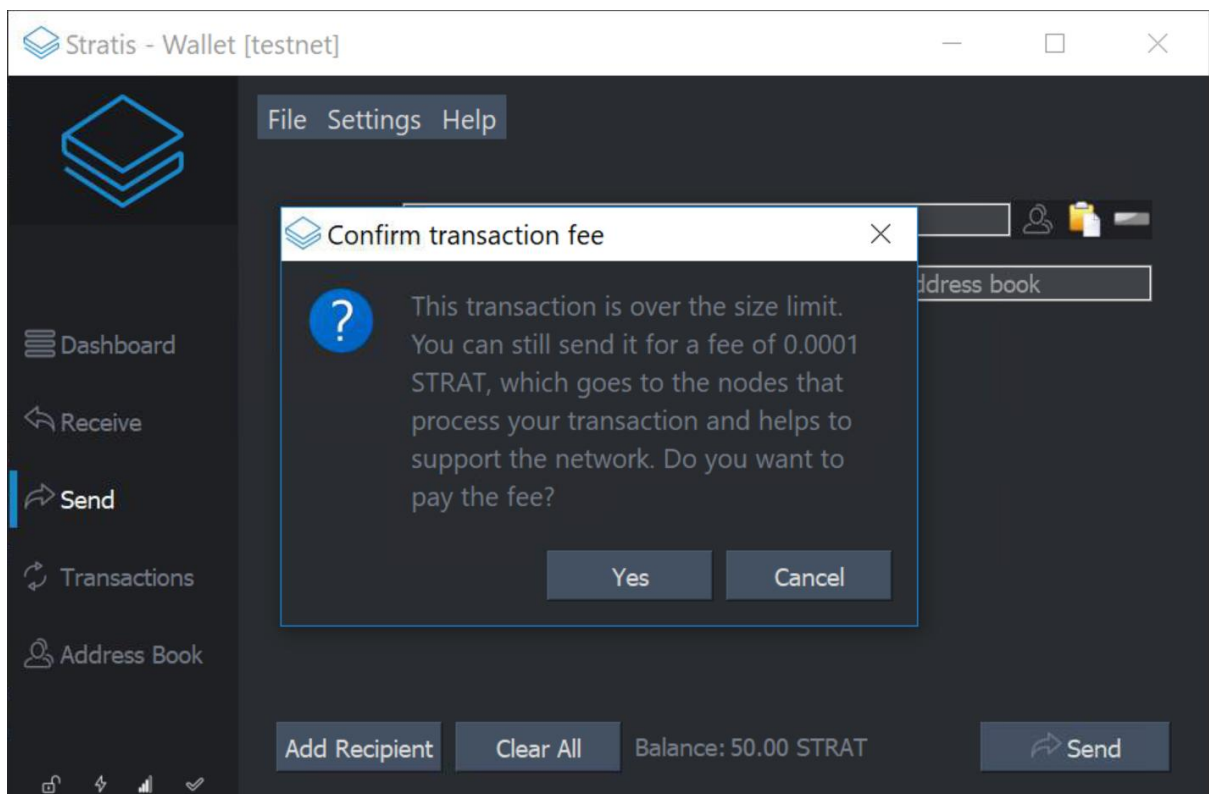 Stratis - Wallet [testnet]
File Settings Help
Confirm transaction fee
ddress book
This transaction is over the size limit.
You can still send it for a fee of 0.0001
STRAT, which goes to the nodes that
process your transaction and helps to
support the network. Do you want to
pay the fee?
Yes Cancel
Dashboard
Receive
Send
Transactions
Address Book
Add Recipient Clear All Balance: 50.00 STRAT Send